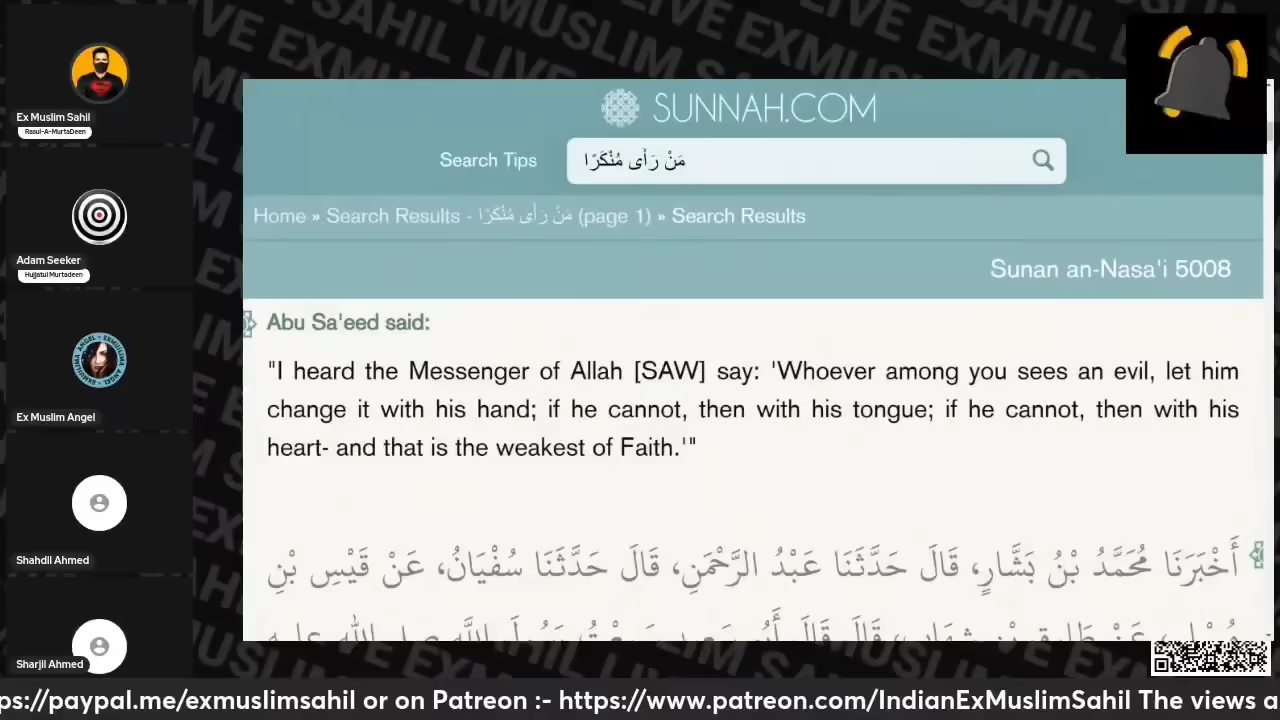 Ex Muslim Sahil
Rasul-A-MurtaDeen
Adam Seeker
Hujjatul Murtadeen
Ex Muslim Angel
Shahdil Ahmed
Sharjil Ahmed
SUNNAH.COM
Search Tips
مَنْ رَأَى مُنْكَرًا
Home » Search Results - مَنْ رَأَى مُنْكَرًا (page 1) » Search Results
Sunan an-Nasa'i 5008
Abu Sa'eed said:
"I heard the Messenger of Allah [SAW] say: 'Whoever among you sees an evil, let him
change it with his hand; if he cannot, then with his tongue; if he cannot, then with his
heart- and that is the weakest of Faith.'"
أَخْبَرَنَا مُحَمَّدُ بْنُ بَشَّارٍ، قَالَ حَدَّثَنَا عَبْدُ الرَّحْمَنِ، قَالَ حَدَّثَنَا سُفْيَانُ، عَنْ قَيْسِ بْنِ
ps://paypal.me/exmuslimsahil or on Patreon :- https://www.patreon.com/IndianExMuslimSahil The views a